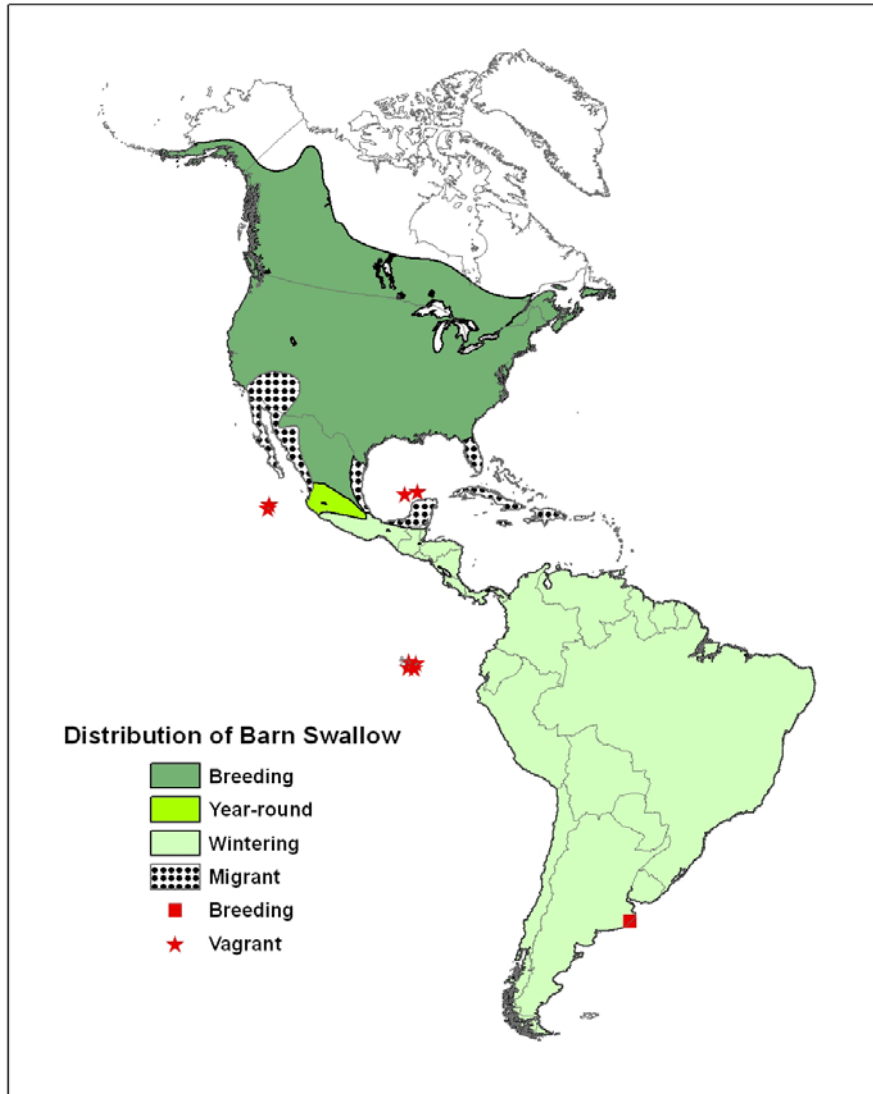 Distribution of Barn Swallow
Breeding
Year-round
Wintering
Migrant
Breeding
Vagrant